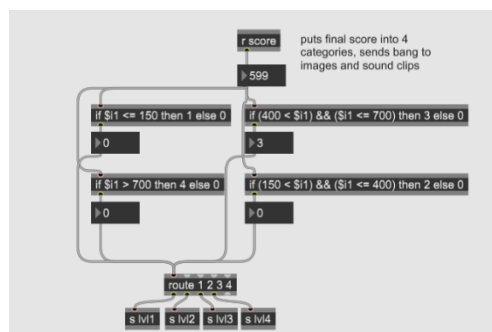 r score
puts final score into 4
categories, sends bang to
images and sound clips
599
if $i1 <= 150 then 1 else 0
if (400 < $i1) && ($i1 <= 700) then 3 else 0
0
3
if $i1 > 700 then 4 else 0
if (150 < $i1) && ($i1 <= 400) then 2 else 0
0
0
route 1 2 3 4
s lvl1
s lvl2
s lvl3
s lvl4